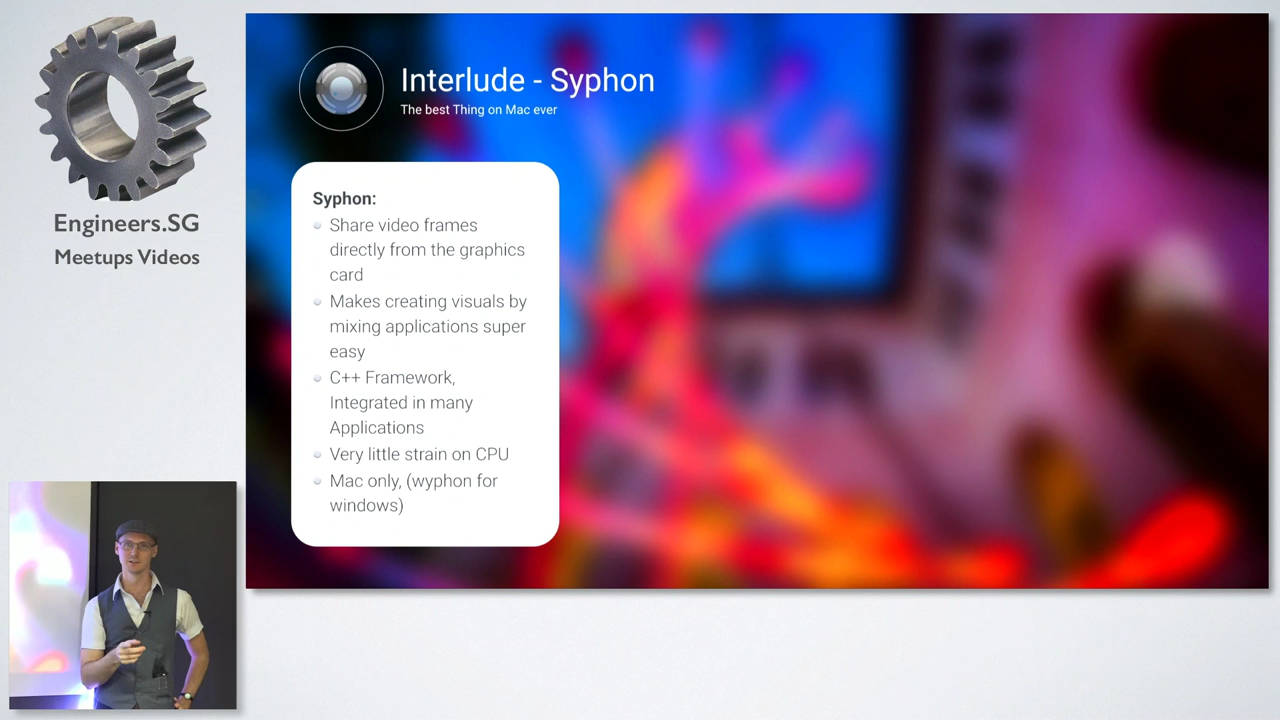 Engineers.SG
Meetups Videos
Interlude - Syphon
The best Thing on Mac ever
Syphon:
Share video frames
directly from the graphics
card
Makes creating visuals by
mixing applications super
easy
C++ Framework,
Integrated in many
Applications
Very little strain on CPU
Mac only, (wyphon for
windows)